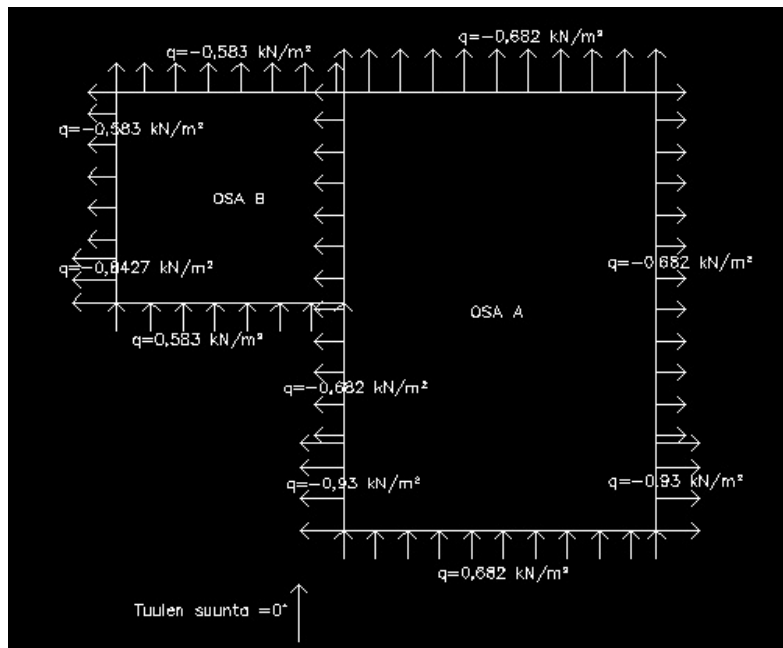 q=-0,583 kN/m²
q=-0,682 kN/m²
q=-0,583 kN/m²
OSA B
q=-0,8427 kN/m²
q=-0,682 kN/m²
q=0,583 kN/m²
OSA A
q=-0,682 kN/m²
q=-0,93 kN/m²
q=-0,93 kN/m²
q=0,682 kN/m²
Tuulen suunta =0°